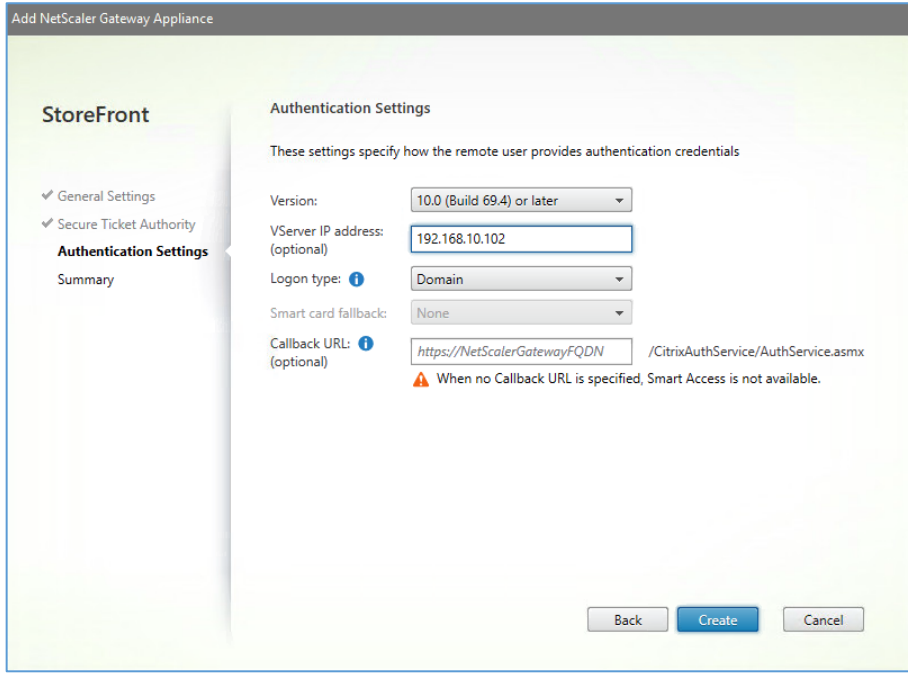 Add NetScaler Gateway Appliance
StoreFront
General Settings
Secure Ticket Authority
Authentication Settings
Summary
Authentication Settings
These settings specify how the remote user provides authentication credentials
Version: 10.0 (Build 69.4) or later
VServer IP address: 192.168.10.102
(optional)
Logon type: Domain
Smart card fallback: None
Callback URL: https://NetScalerGatewayFQDN /CitrixAuthService/AuthService.asmx
(optional)
When no Callback URL is specified, Smart Access is not available.
Back Create Cancel